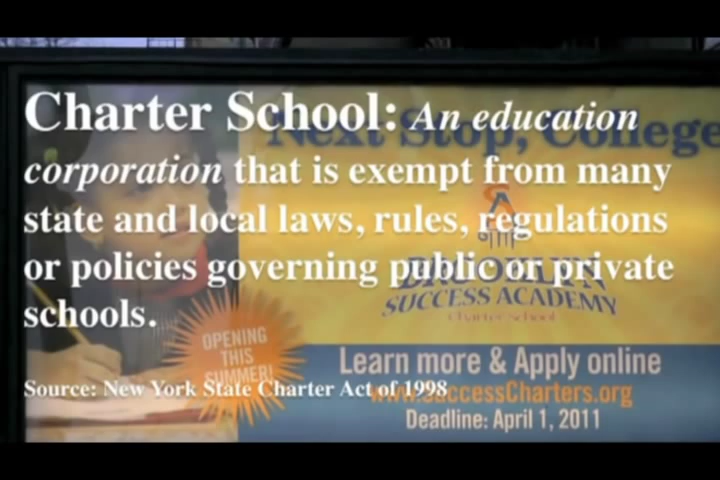 Charter School: An education
corporation that is exempt from many
state and local laws, rules, regulations
or policies governing public or private
schools.
Source: New York State Charter Act of 1998
Next Stop, College
BROOKLYN
SUCCESS ACADEMY
Charter School
OPENING
THIS
SUMMER!
Learn more & Apply online
www.SuccessCharters.org
Deadline: April 1, 2011